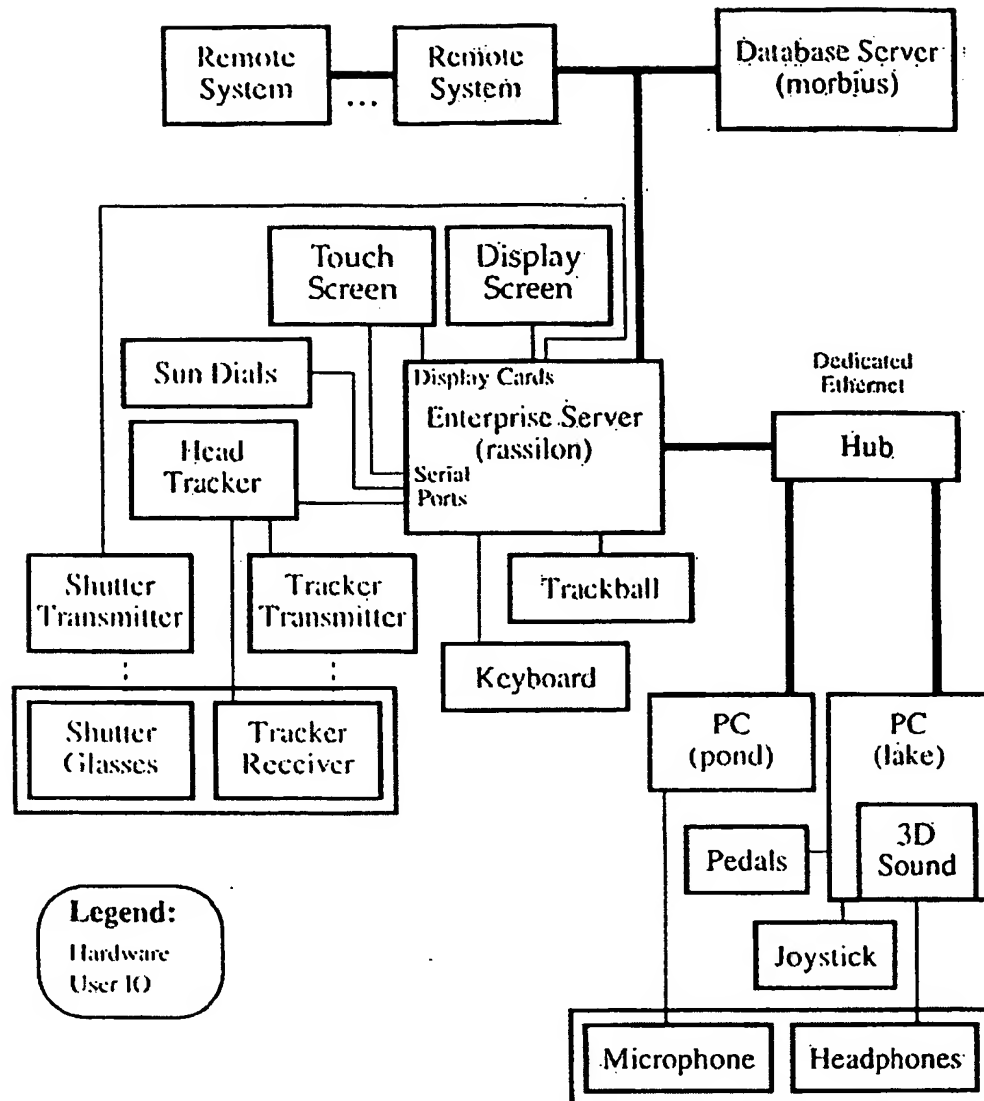 Remote
System
...
Remote
System
Database Server
(morbius)
Touch
Screen
Display
Screen
Sun Dials
Display Cards
Enterprise Server
(rassilon)
Serial
Ports
Dedicated
Ethernet
Hub
Head
Tracker
Shutter
Transmitter
Tracker
Transmitter
Trackball
Keyboard
Shutter
Glasses
Tracker
Receiver
PC
(pond)
PC
(lake)
3D
Sound
Pedals
Joystick
Microphone
Headphones
Legend:
Hardware
User IO